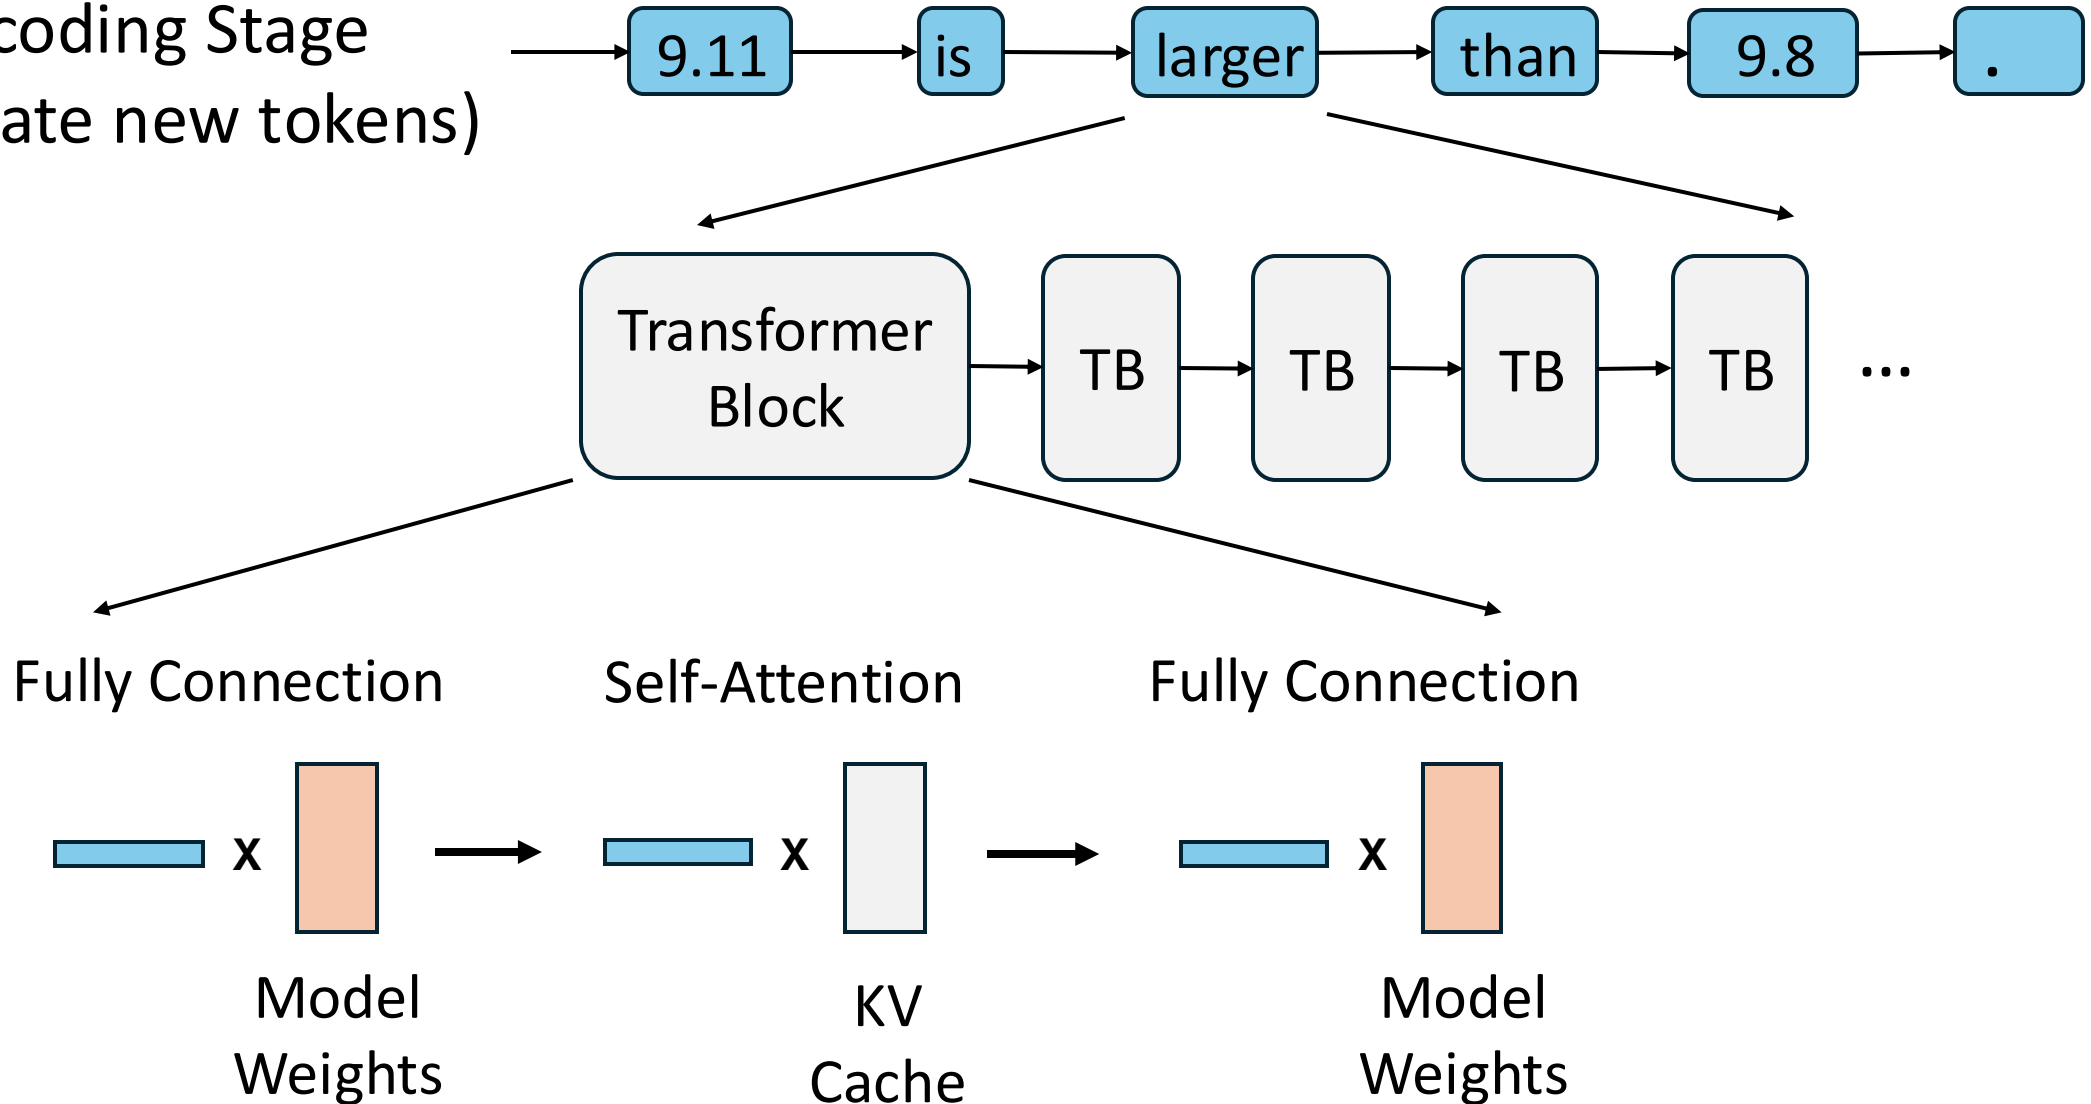 coding Stage
ate new tokens)
9.11 is larger than 9.8 .
Transformer
Block
TB TB TB TB ...
Fully Connection Self-Attention Fully Connection
x x x
Model
Weights
KV
Cache
Model
Weights